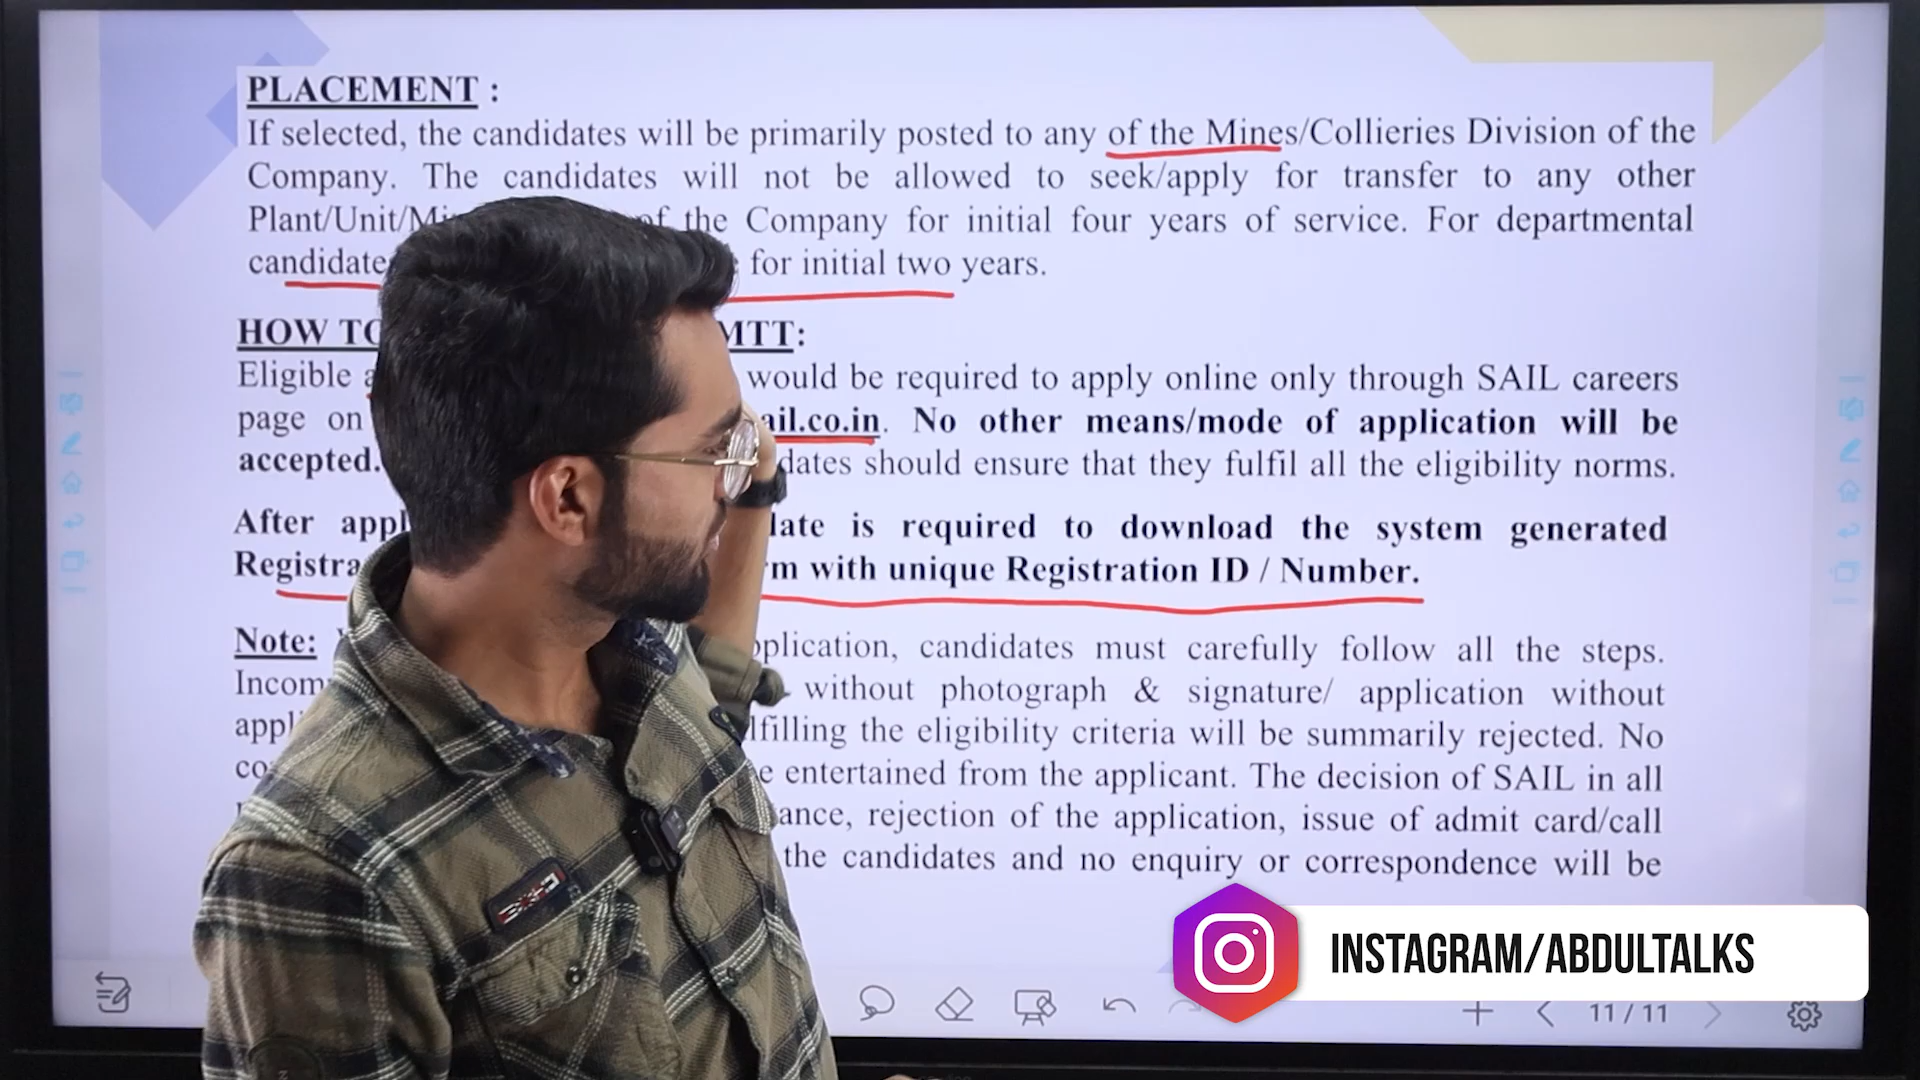 PLACEMENT :
If selected, the candidates will be primarily posted to any of the Mines/Collieries Division of the
Company. The candidates will not be allowed to seek/apply for transfer to any other
Plant/Unit/Mi of the Company for initial four years of service. For departmental
candidate for initial two years.
HOW TO MTT:
Eligible would be required to apply online only through SAIL careers
page on ail.co.in. No other means/mode of application will be
accepted. dates should ensure that they fulfil all the eligibility norms.
After appl date is required to download the system generated
Registra rm with unique Registration ID / Number.
Note: pplication, candidates must carefully follow all the steps.
Incom without photograph & signature/ application without
appl lfilling the eligibility criteria will be summarily rejected. No
co e entertained from the applicant. The decision of SAIL in all
ance, rejection of the application, issue of admit card/call
the candidates and no enquiry or correspondence will be
INSTAGRAM/ABDULTALKS
11 / 11